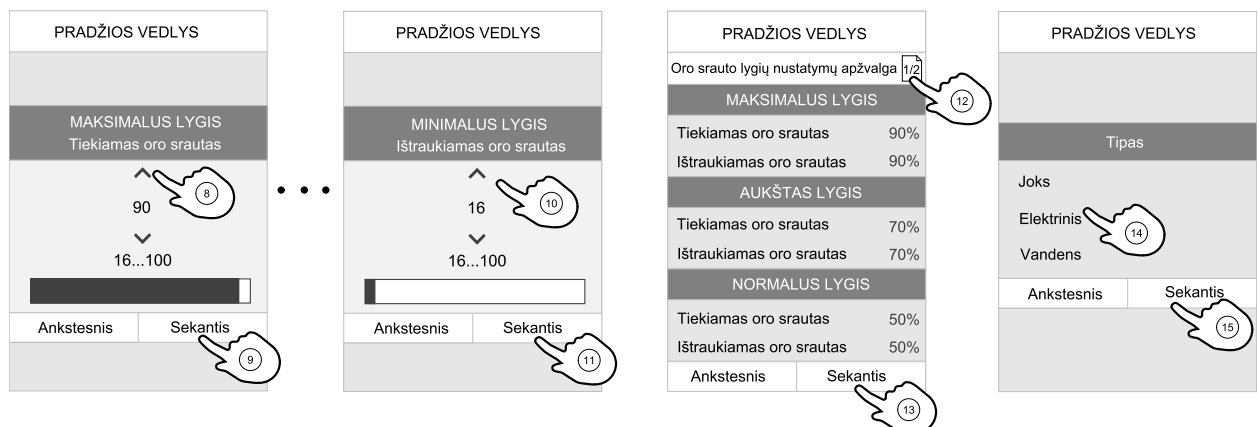 PRADŽIOS VEDLYS
MAKSIMALUS LYGIS
Tiekiamas oro srautas
8
90
16...100
Ankstesnis
Sekantis
9
PRADŽIOS VEDLYS
MINIMALUS LYGIS
Ištraukiamas oro srautas
10
16
16...100
Ankstesnis
Sekantis
11
PRADŽIOS VEDLYS
Oro srauto lygių nustatymų apžvalga 1/2
12
MAKSIMALUS LYGIS
Tiekiamas oro srautas 90%
Ištraukiamas oro srautas 90%
AUKŠTAS LYGIS
Tiekiamas oro srautas 70%
Ištraukiamas oro srautas 70%
NORMALUS LYGIS
Tiekiamas oro srautas 50%
Ištraukiamas oro srautas 50%
Ankstesnis
Sekantis
13
PRADŽIOS VEDLYS
Tipas
Joks
Elektrinis
14
Vandens
Ankstesnis
Sekantis
15